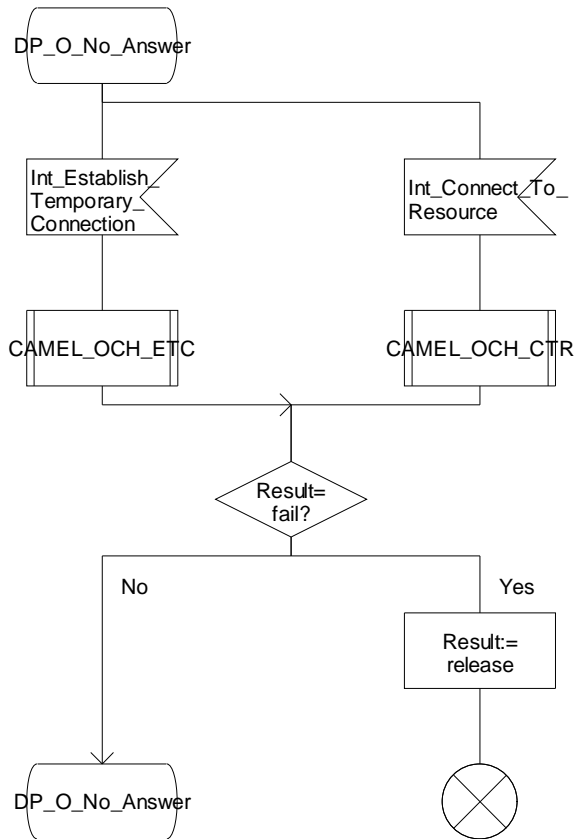 DP_O_No_Answer
Int_Establish_
Temporary_
Connection
Int_Connect_To_
Resource
CAMEL_OCH_ETC
CAMEL_OCH_CTR
Result=
fail?
No
Yes
Result:=
release
DP_O_No_Answer